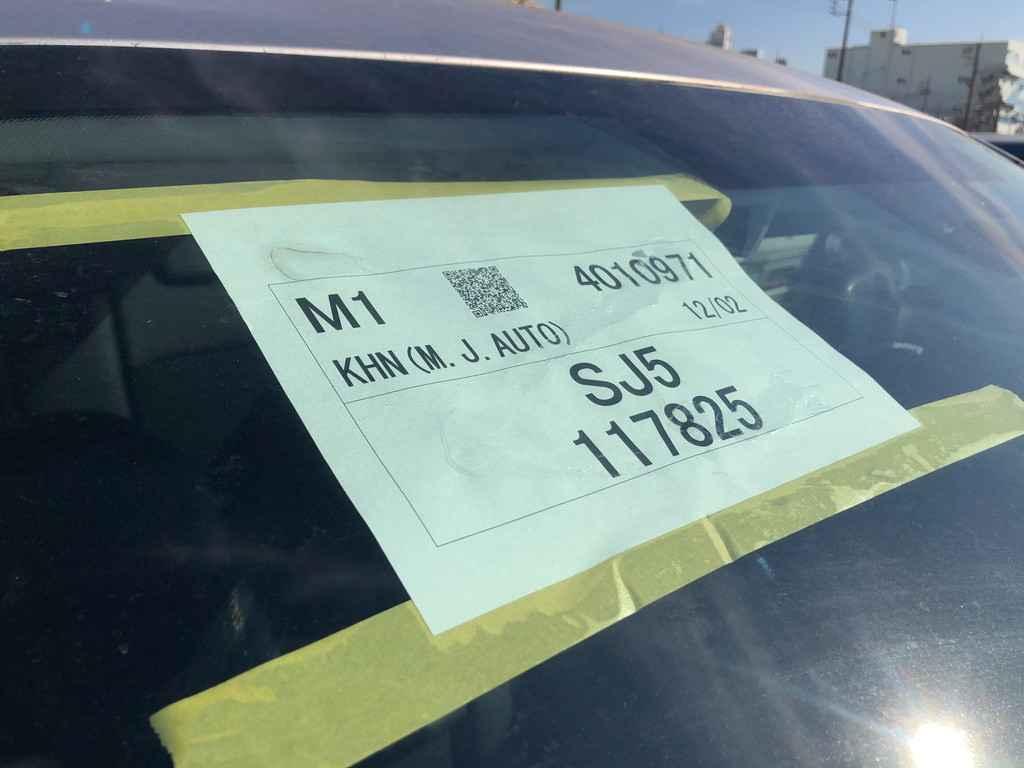 M1 4010971
KHN (M. J. AUTO) 12/02
SJ5
117825